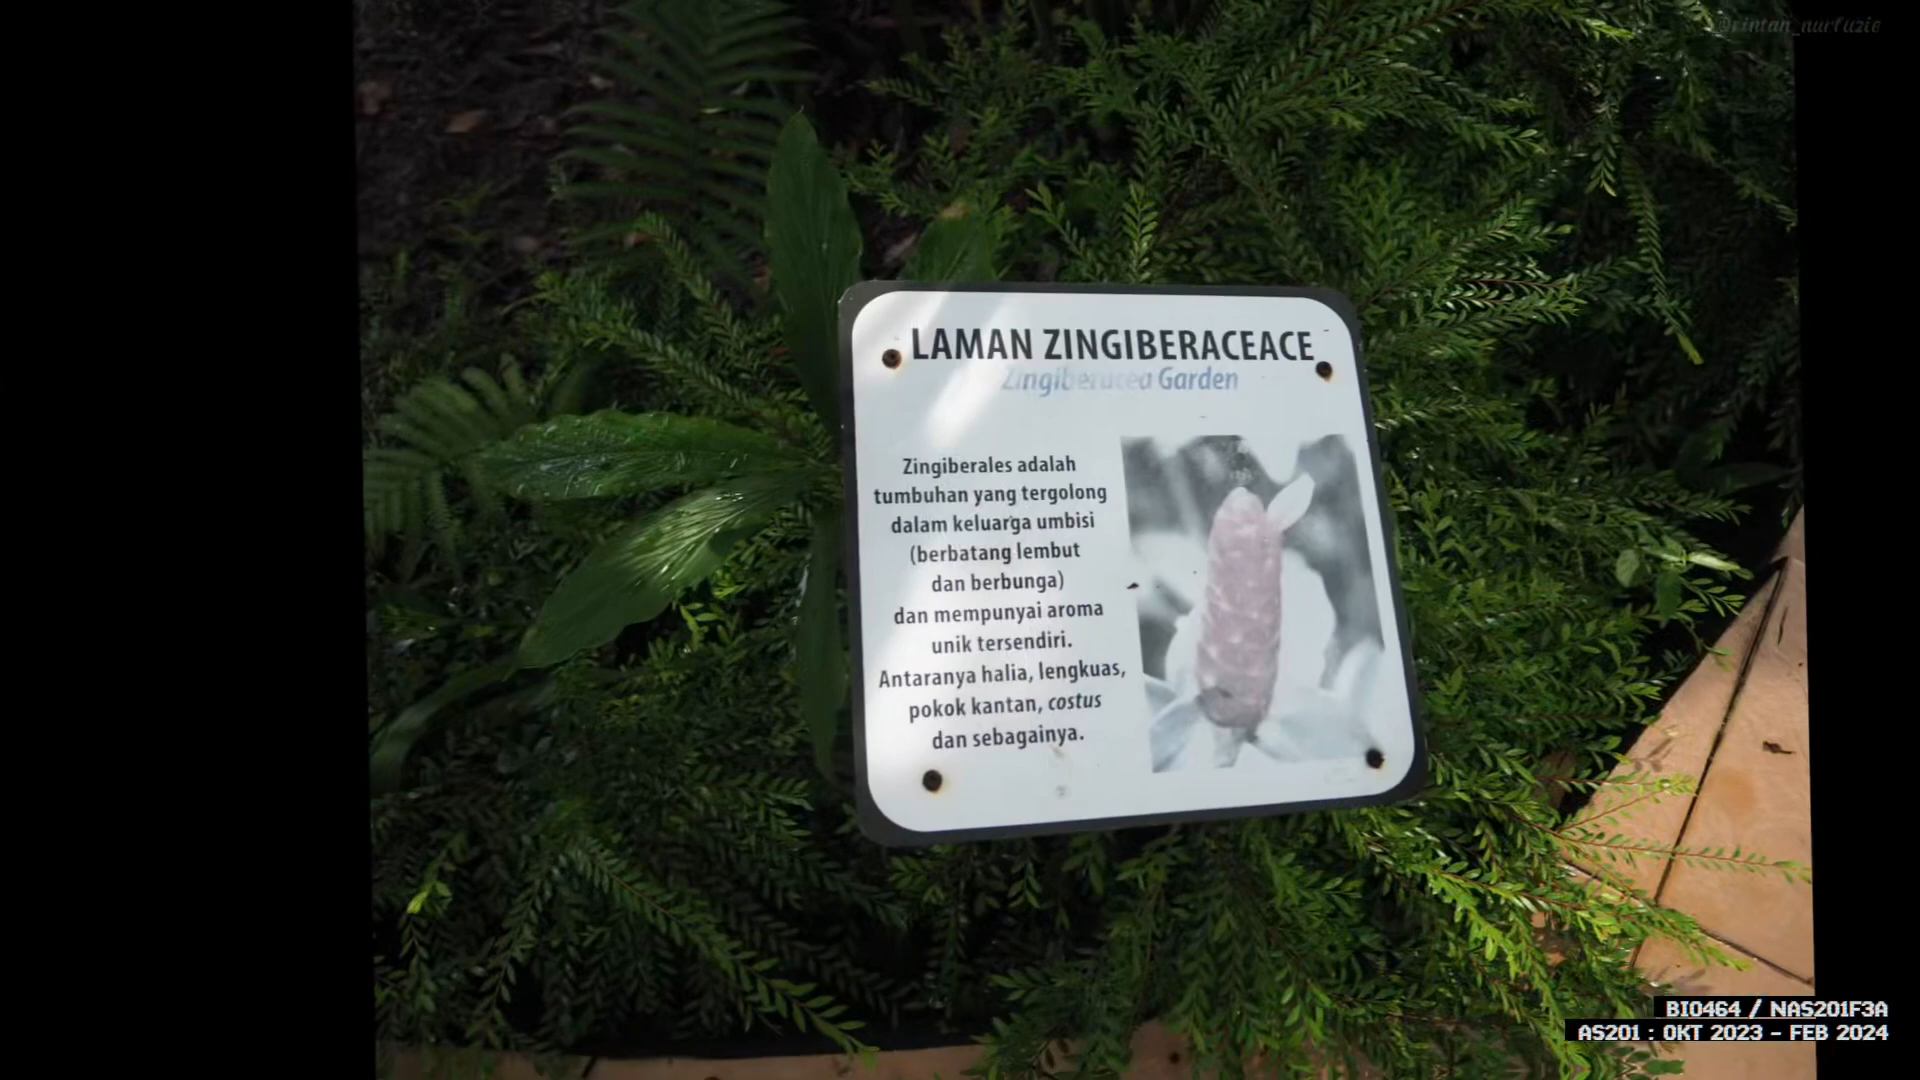 @rintan_nurfuzie
LAMAN ZINGIBERACEACE
Zingiberacea Garden
Zingiberales adalah
tumbuhan yang tergolong
dalam keluarga umbisi
(berbatang lembut
dan berbunga)
dan mempunyai aroma
unik tersendiri.
Antaranya halia, lengkuas,
pokok kantan, costus
dan sebagainya.
BIO464 / NAS201F3A
AS201 : OKT 2023 - FEB 2024